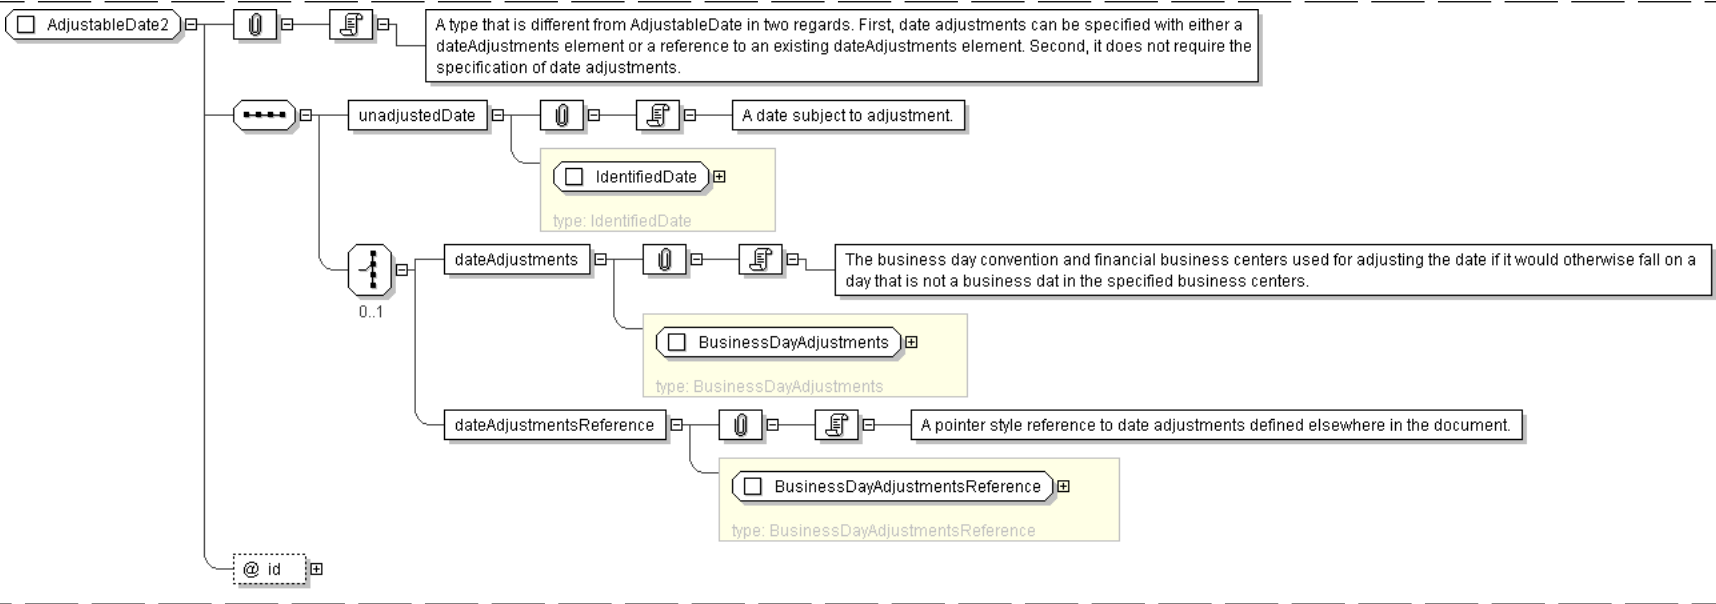 AdjustableDate2
A type that is different from AdjustableDate in two regards. First, date adjustments can be specified with either a
dateAdjustments element or a reference to an existing dateAdjustments element. Second, it does not require the
specification of date adjustments.
unadjustedDate
A date subject to adjustment.
IdentifiedDate
type: IdentifiedDate
0..1
dateAdjustments
The business day convention and financial business centers used for adjusting the date if it would otherwise fall on a
day that is not a business dat in the specified business centers.
BusinessDayAdjustments
type: BusinessDayAdjustments
dateAdjustmentsReference
A pointer style reference to date adjustments defined elsewhere in the document.
BusinessDayAdjustmentsReference
type: BusinessDayAdjustmentsReference
@ id